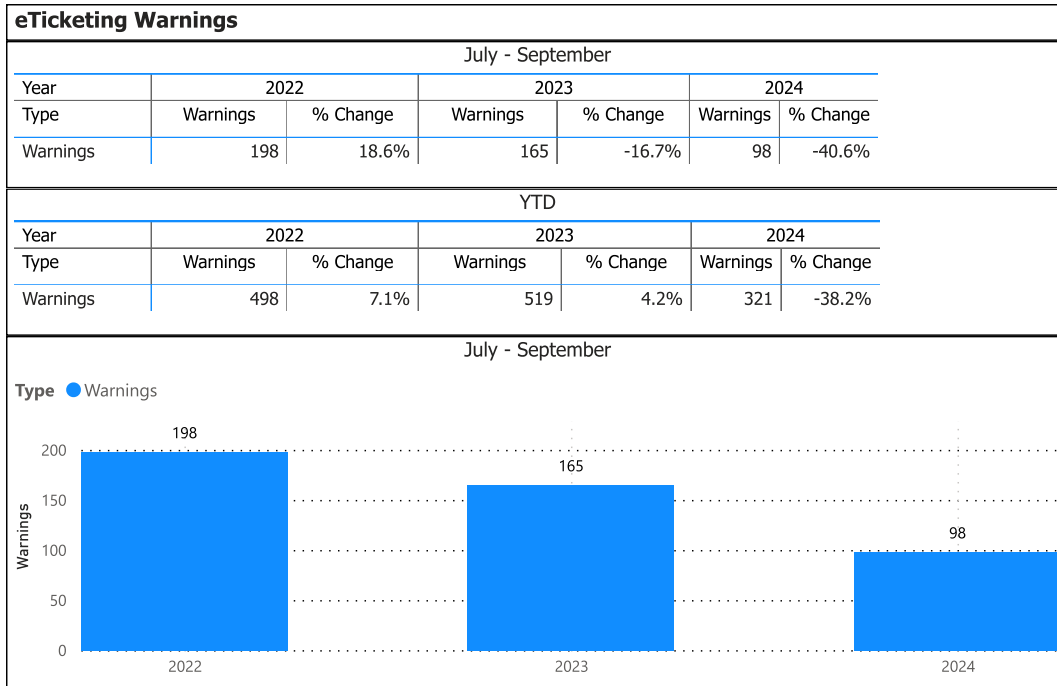 eTicketing Warnings
July - September
Year 2022 2023 2024
Type Warnings % Change Warnings % Change Warnings % Change
Warnings 198 18.6% 165 -16.7% 98 -40.6%
YTD
Year 2022 2023 2024
Type Warnings % Change Warnings % Change Warnings % Change
Warnings 498 7.1% 519 4.2% 321 -38.2%
July - September
Type Warnings
198
200
165
150
Warnings
100
98
50
0
2022 2023 2024